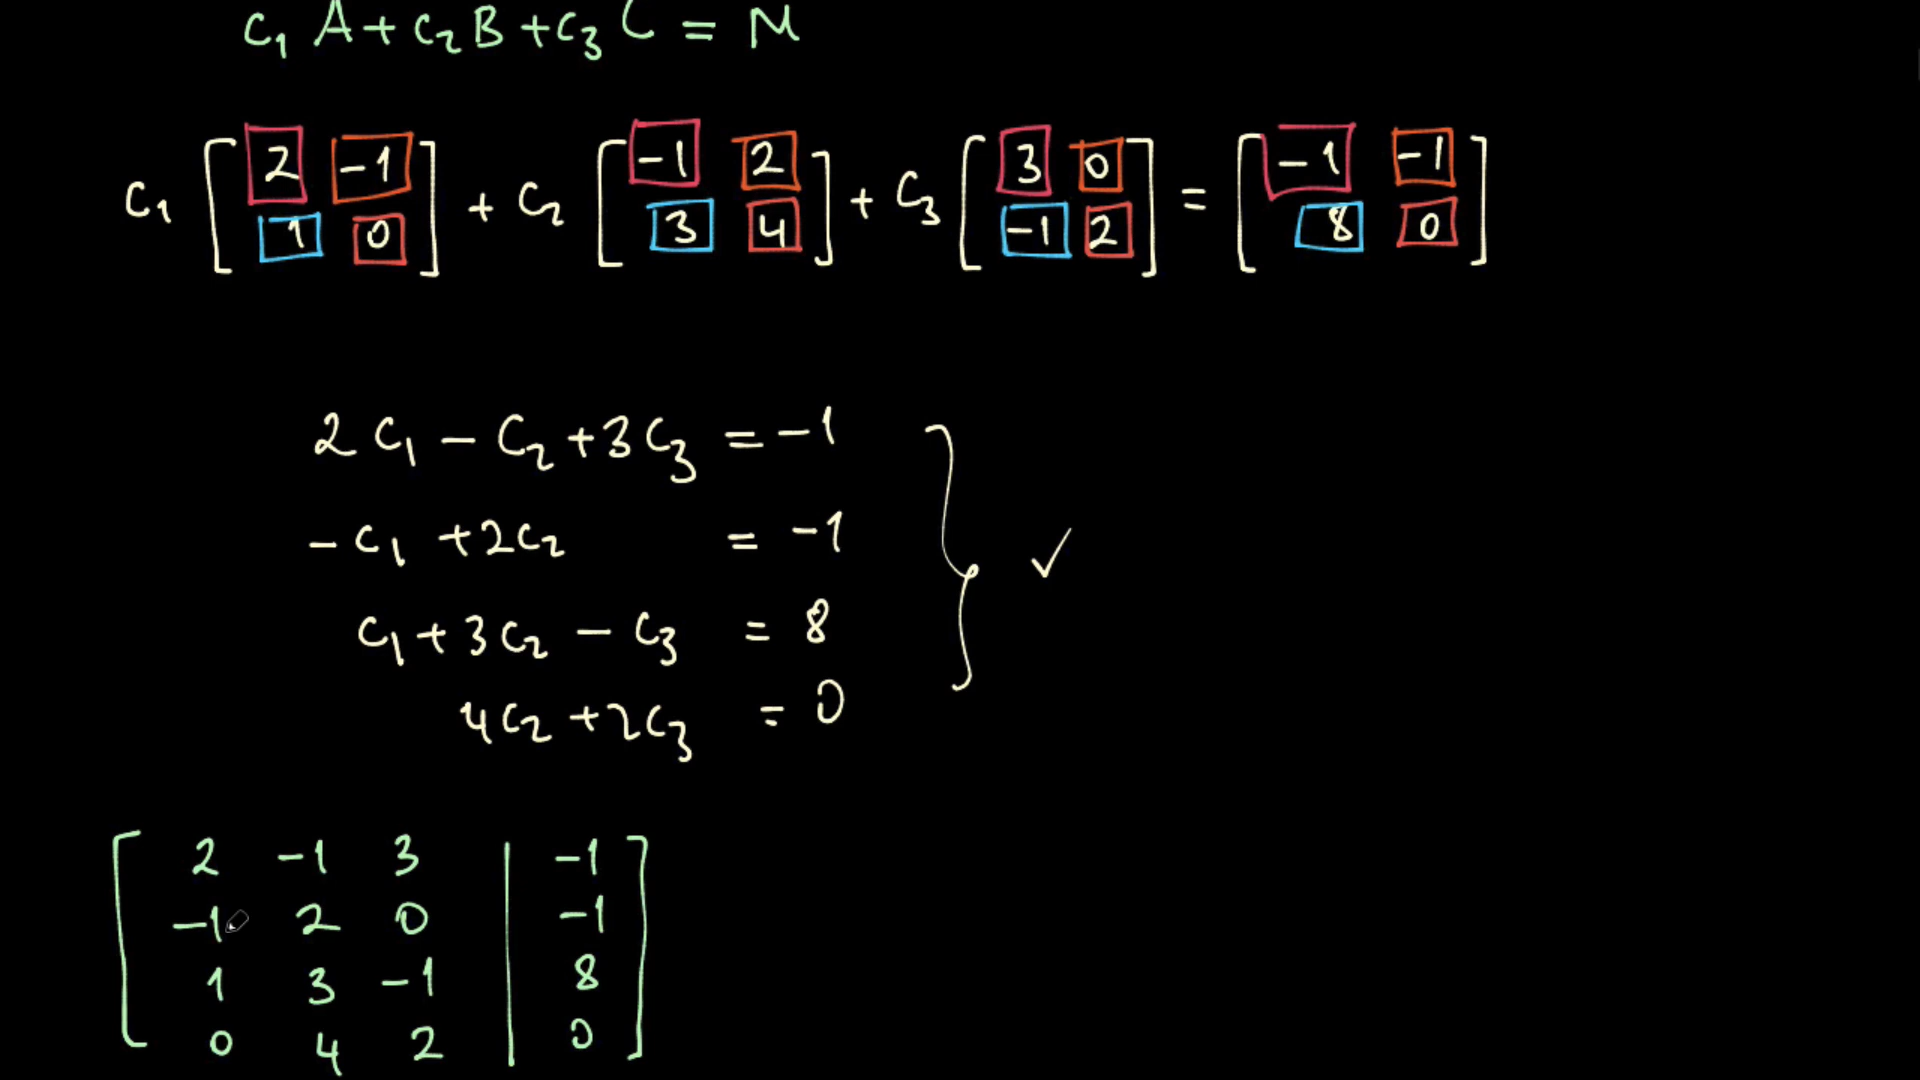 c₁ A + c₂ B + c₃ C = M
c₁ [ 2 -1 ] + c₂ [ -1 2 ] + c₃ [ 3 0 ] = [ -1 -1 ]
[ 1 0 ] [ 3 4 ] [ -1 2 ] [ 8 0 ]
2c₁ - c₂ + 3c₃ = -1
-c₁ + 2c₂ = -1
c₁ + 3c₂ - c₃ = 8
4c₂ + 2c₃ = 0
✓
2 -1 3 | -1
-1 2 0 | -1
1 3 -1 | 8
0 4 2 | 0